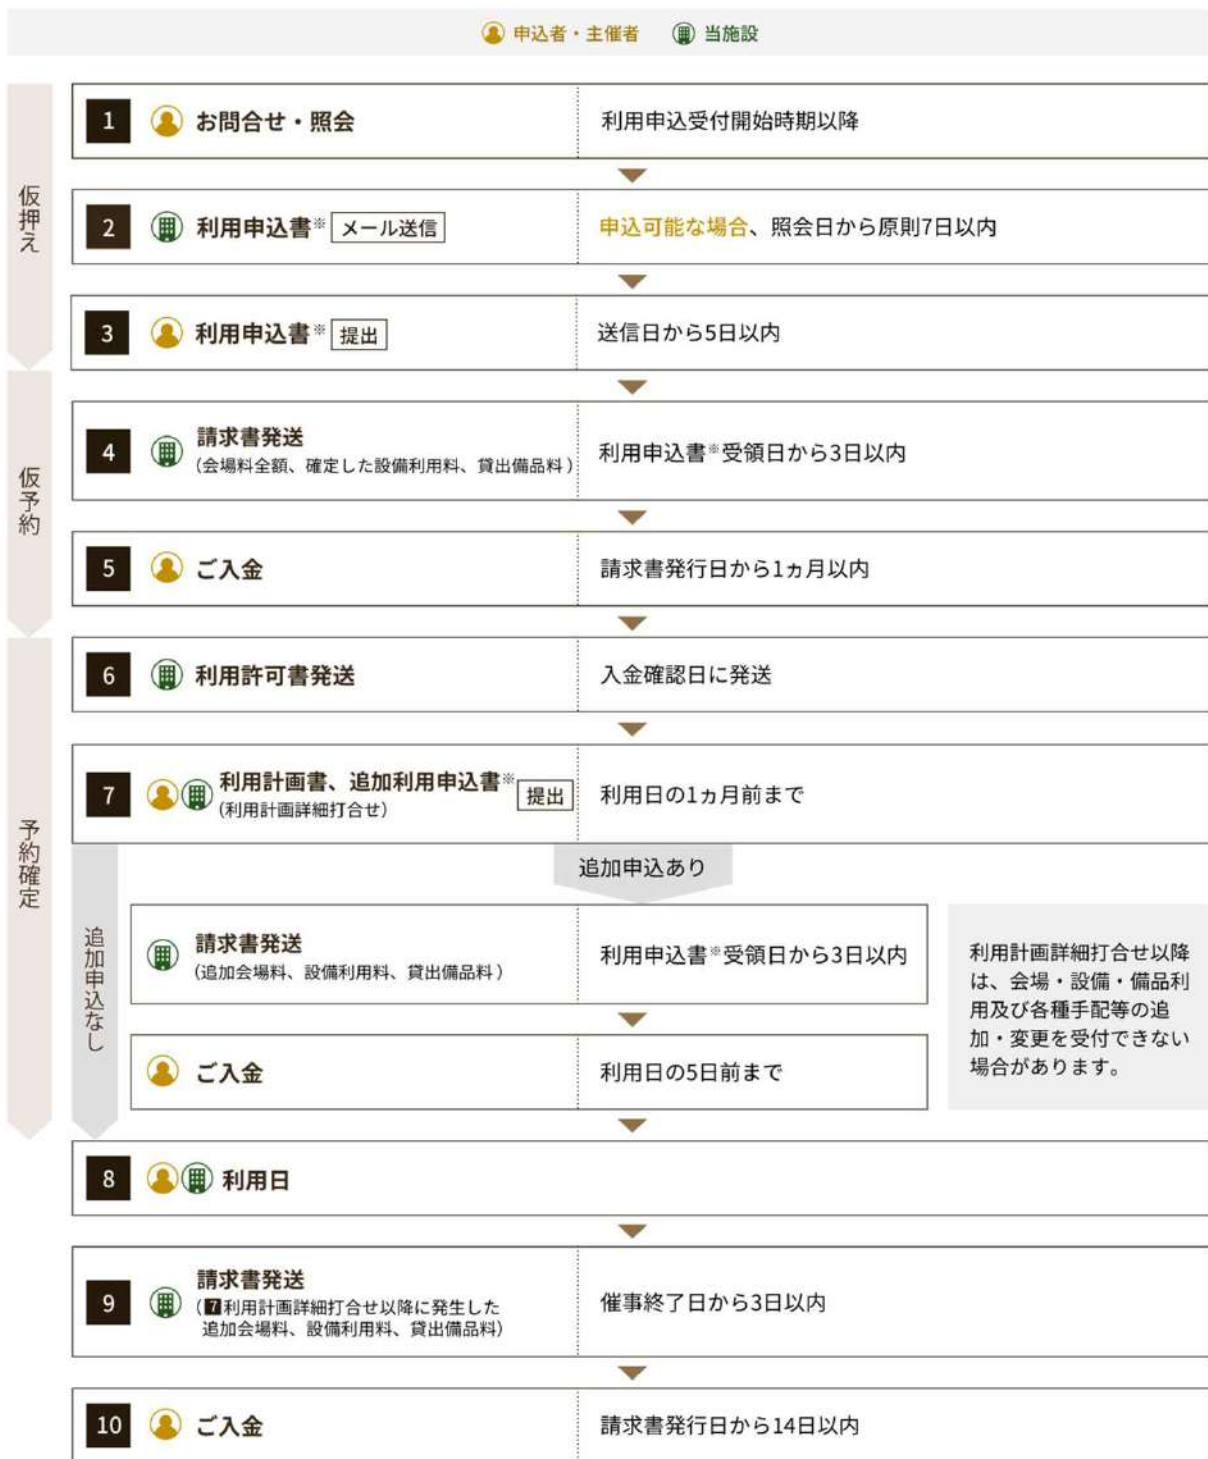 申込者・主催者 当施設
仮押え
1 お問合せ・照会 利用申込受付開始時期以降
2 利用申込書※ メール送信 申込可能な場合、照会日から原則7日以内
3 利用申込書※ 提出 送信日から5日以内
仮予約
4 請求書発送
(会場料全額、確定した設備利用料、貸出備品料)
利用申込書※受領日から3日以内
5 ご入金 請求書発行日から1ヵ月以内
予約確定
6 利用許可書発送 入金確認日に発送
7 利用計画書、追加利用申込書※ 提出
(利用計画詳細打合せ)
利用日の1ヵ月前まで
追加申込なし
追加申込あり
請求書発送
(追加会場料、設備利用料、貸出備品料)
利用申込書※受領日から3日以内
ご入金 利用日の5日前まで
利用計画詳細打合せ以降
は、会場・設備・備品利
用及び各種手配等の追
加・変更を受付できない
場合があります。
8 利用日
9 請求書発送
(7利用計画詳細打合せ以降に発生した
追加会場料、設備利用料、貸出備品料)
催事終了日から3日以内
10 ご入金 請求書発行日から14日以内